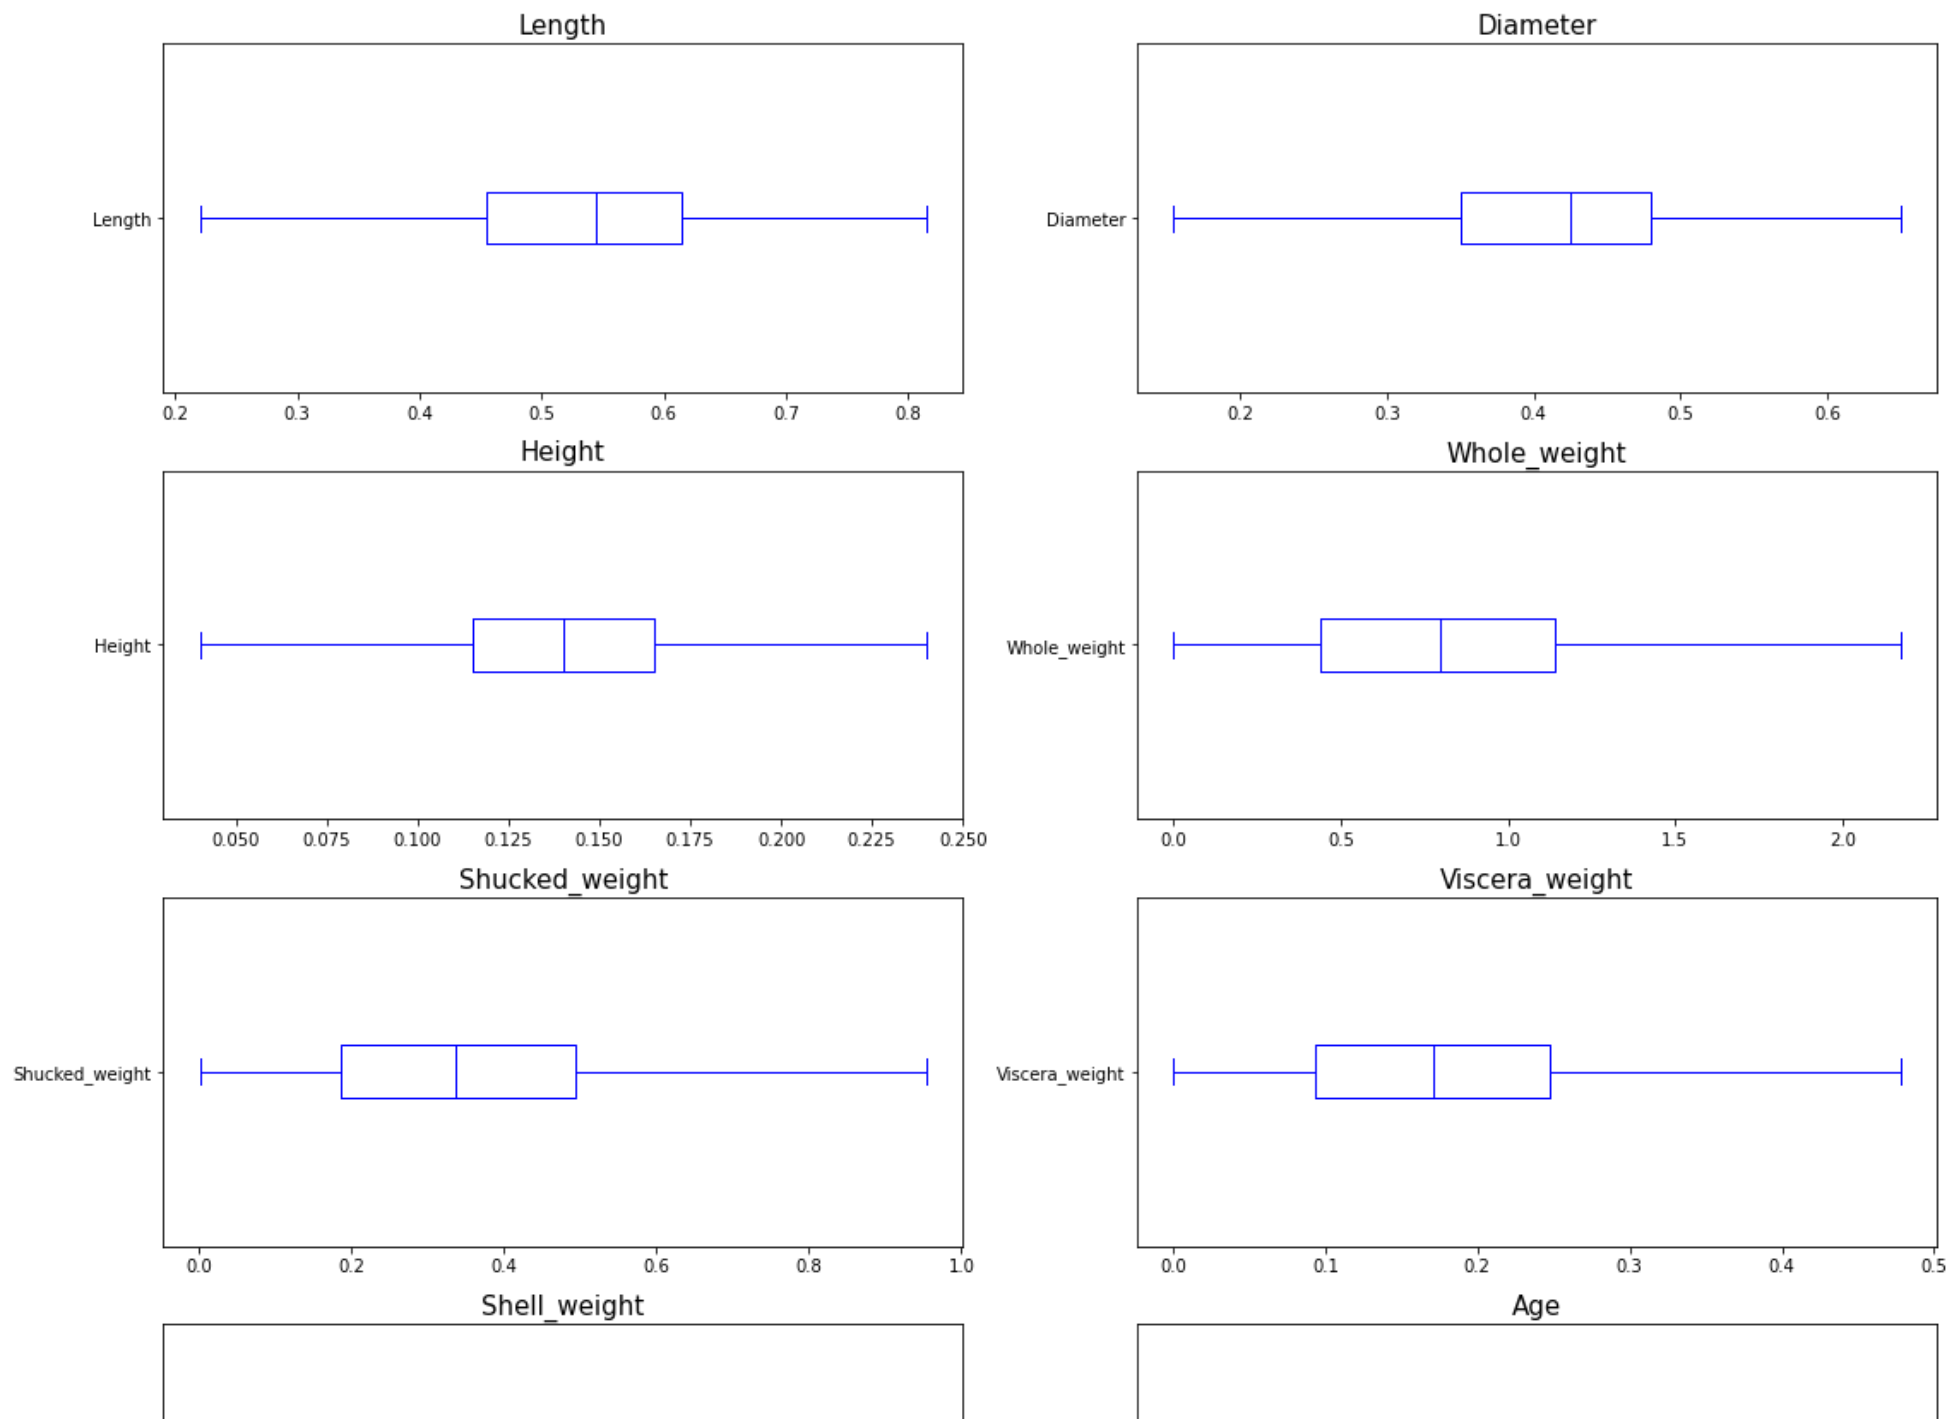 Length
Diameter
Length
Diameter
0.2 0.3 0.4 0.5 0.6 0.7 0.8
0.2 0.3 0.4 0.5 0.6
Height
Whole_weight
Height
Whole_weight
0.050 0.075 0.100 0.125 0.150 0.175 0.200 0.225 0.250
0.0 0.5 1.0 1.5 2.0
Shucked_weight
Viscera_weight
Shucked_weight
Viscera_weight
0.0 0.2 0.4 0.6 0.8 1.0
0.0 0.1 0.2 0.3 0.4 0.5
Shell_weight
Age